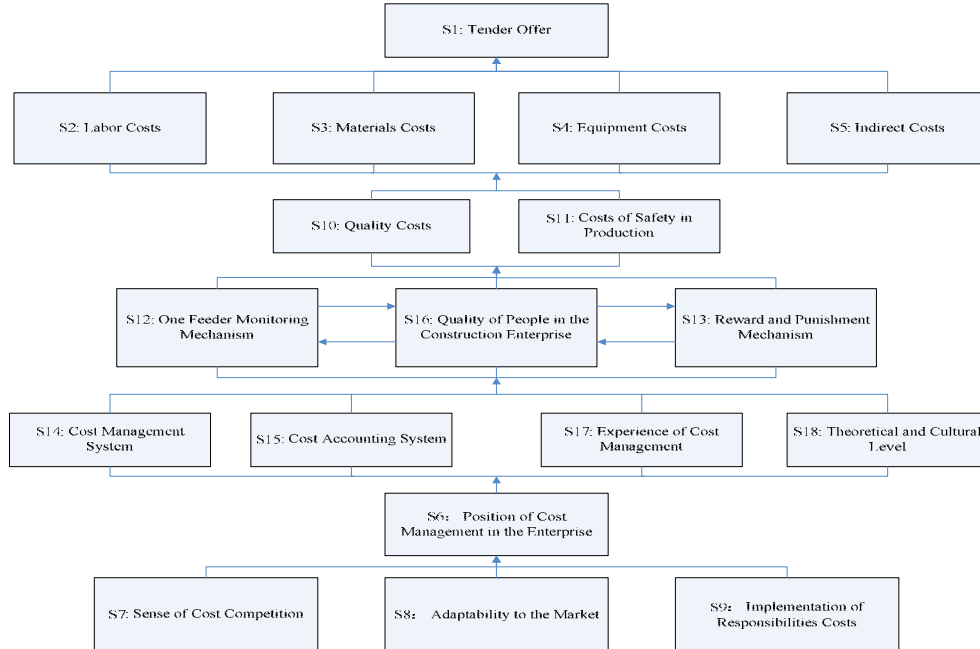 S1: Tender Offer
S2: Labor Costs
S3: Materials Costs
S4: Equipment Costs
S5: Indirect Costs
S10: Quality Costs
S11: Costs of Safety in
Production
S12: One Feeder Monitoring
Mechanism
S16: Quality of People in the
Construction Enterprise
S13: Reward and Punishment
Mechanism
S14: Cost Management
System
S15: Cost Accounting System
S17: Experience of Cost
Management
S18: Theoretical and Cultural
Level
S6: Position of Cost
Management in the Enterprise
S7: Sense of Cost Competition
S8: Adaptability to the Market
S9: Implementation of
Responsibilities Costs